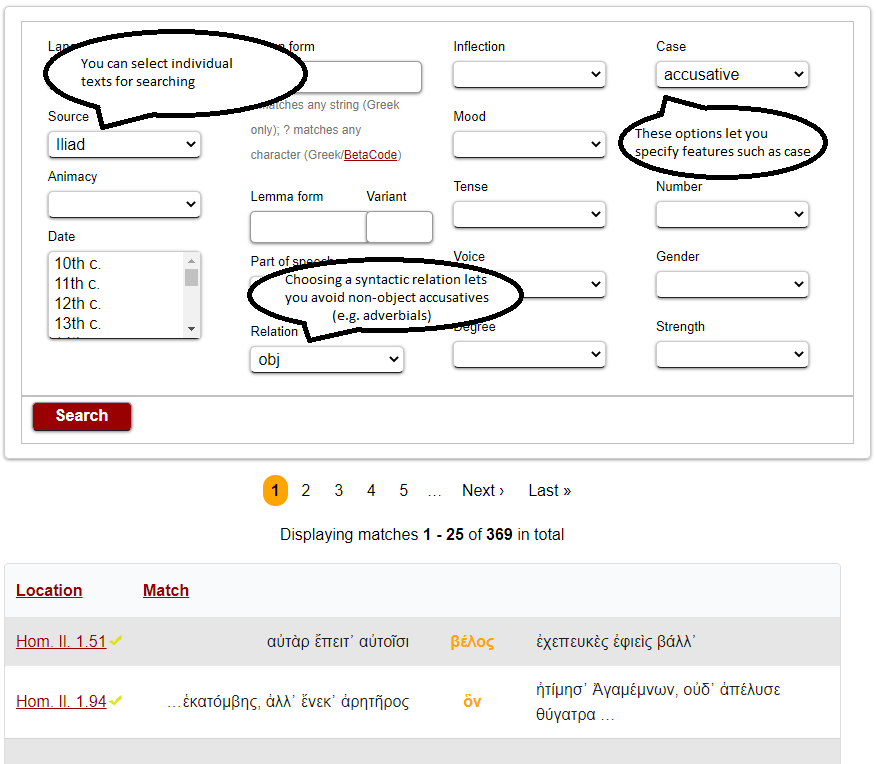 You can select individual
texts for searching
form
Source
Iliad
Animacy
Date
10th c.
11th c.
12th c.
13th c.
matches any string (Greek
only); ? matches any
character (Greek/BetaCode)
Lemma form Variant
Part of speech
Choosing a syntactic relation lets
you avoid non-object accusatives
(e.g. adverbials)
Relation
obj
Inflection
Mood
Tense
Voice
Degree
Case
accusative
These options let you
specify features such as case
Number
Gender
Strength
Search
1 2 3 4 5 … Next › Last »
Displaying matches 1 - 25 of 369 in total
Location Match
Hom. Il. 1.51 αὐτὰρ ἔπειτ’ αὐτοῖσι βέλος ἐχεπευκὲς ἐφιεὶς βάλλ’
Hom. Il. 1.94 …ἑκατόμβης, ἀλλ’ ἕνεκ’ ἀρητῆρος ὃν ἠτίμησ’ Ἀγαμέμνων, οὐδ’ ἀπέλυσε
θύγατρα …